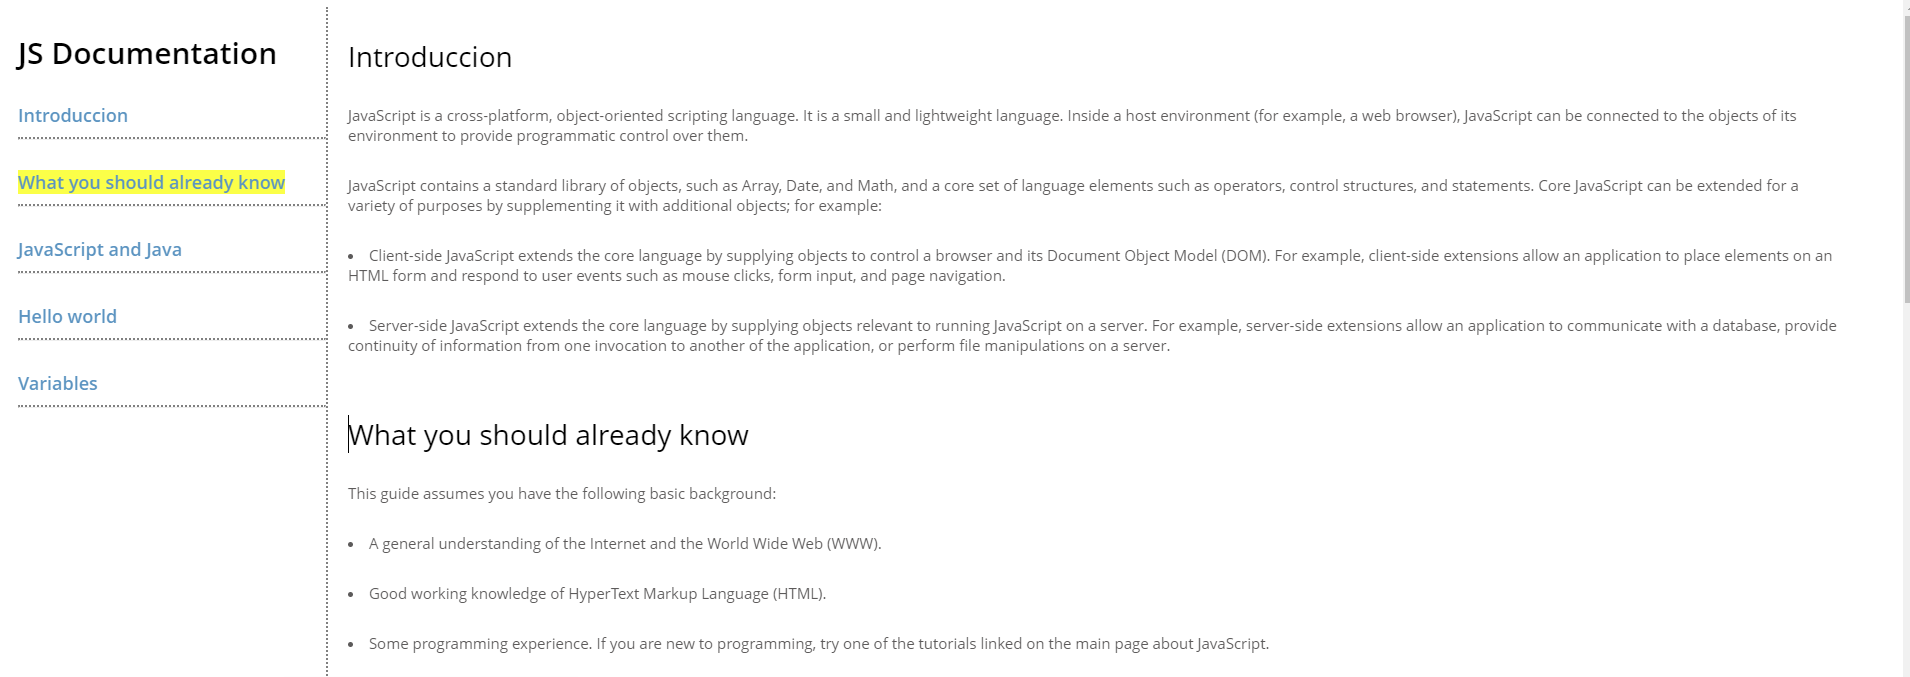 JS Documentation
Introduccion
What you should already know
JavaScript and Java
Hello world
Variables
Introduccion
JavaScript is a cross-platform, object-oriented scripting language. It is a small and lightweight language. Inside a host environment (for example, a web browser), JavaScript can be connected to the objects of its
environment to provide programmatic control over them.
JavaScript contains a standard library of objects, such as Array, Date, and Math, and a core set of language elements such as operators, control structures, and statements. Core JavaScript can be extended for a
variety of purposes by supplementing it with additional objects; for example:
• Client-side JavaScript extends the core language by supplying objects to control a browser and its Document Object Model (DOM). For example, client-side extensions allow an application to place elements on an
HTML form and respond to user events such as mouse clicks, form input, and page navigation.
• Server-side JavaScript extends the core language by supplying objects relevant to running JavaScript on a server. For example, server-side extensions allow an application to communicate with a database, provide
continuity of information from one invocation to another of the application, or perform file manipulations on a server.
What you should already know
This guide assumes you have the following basic background:
• A general understanding of the Internet and the World Wide Web (WWW).
• Good working knowledge of HyperText Markup Language (HTML).
• Some programming experience. If you are new to programming, try one of the tutorials linked on the main page about JavaScript.